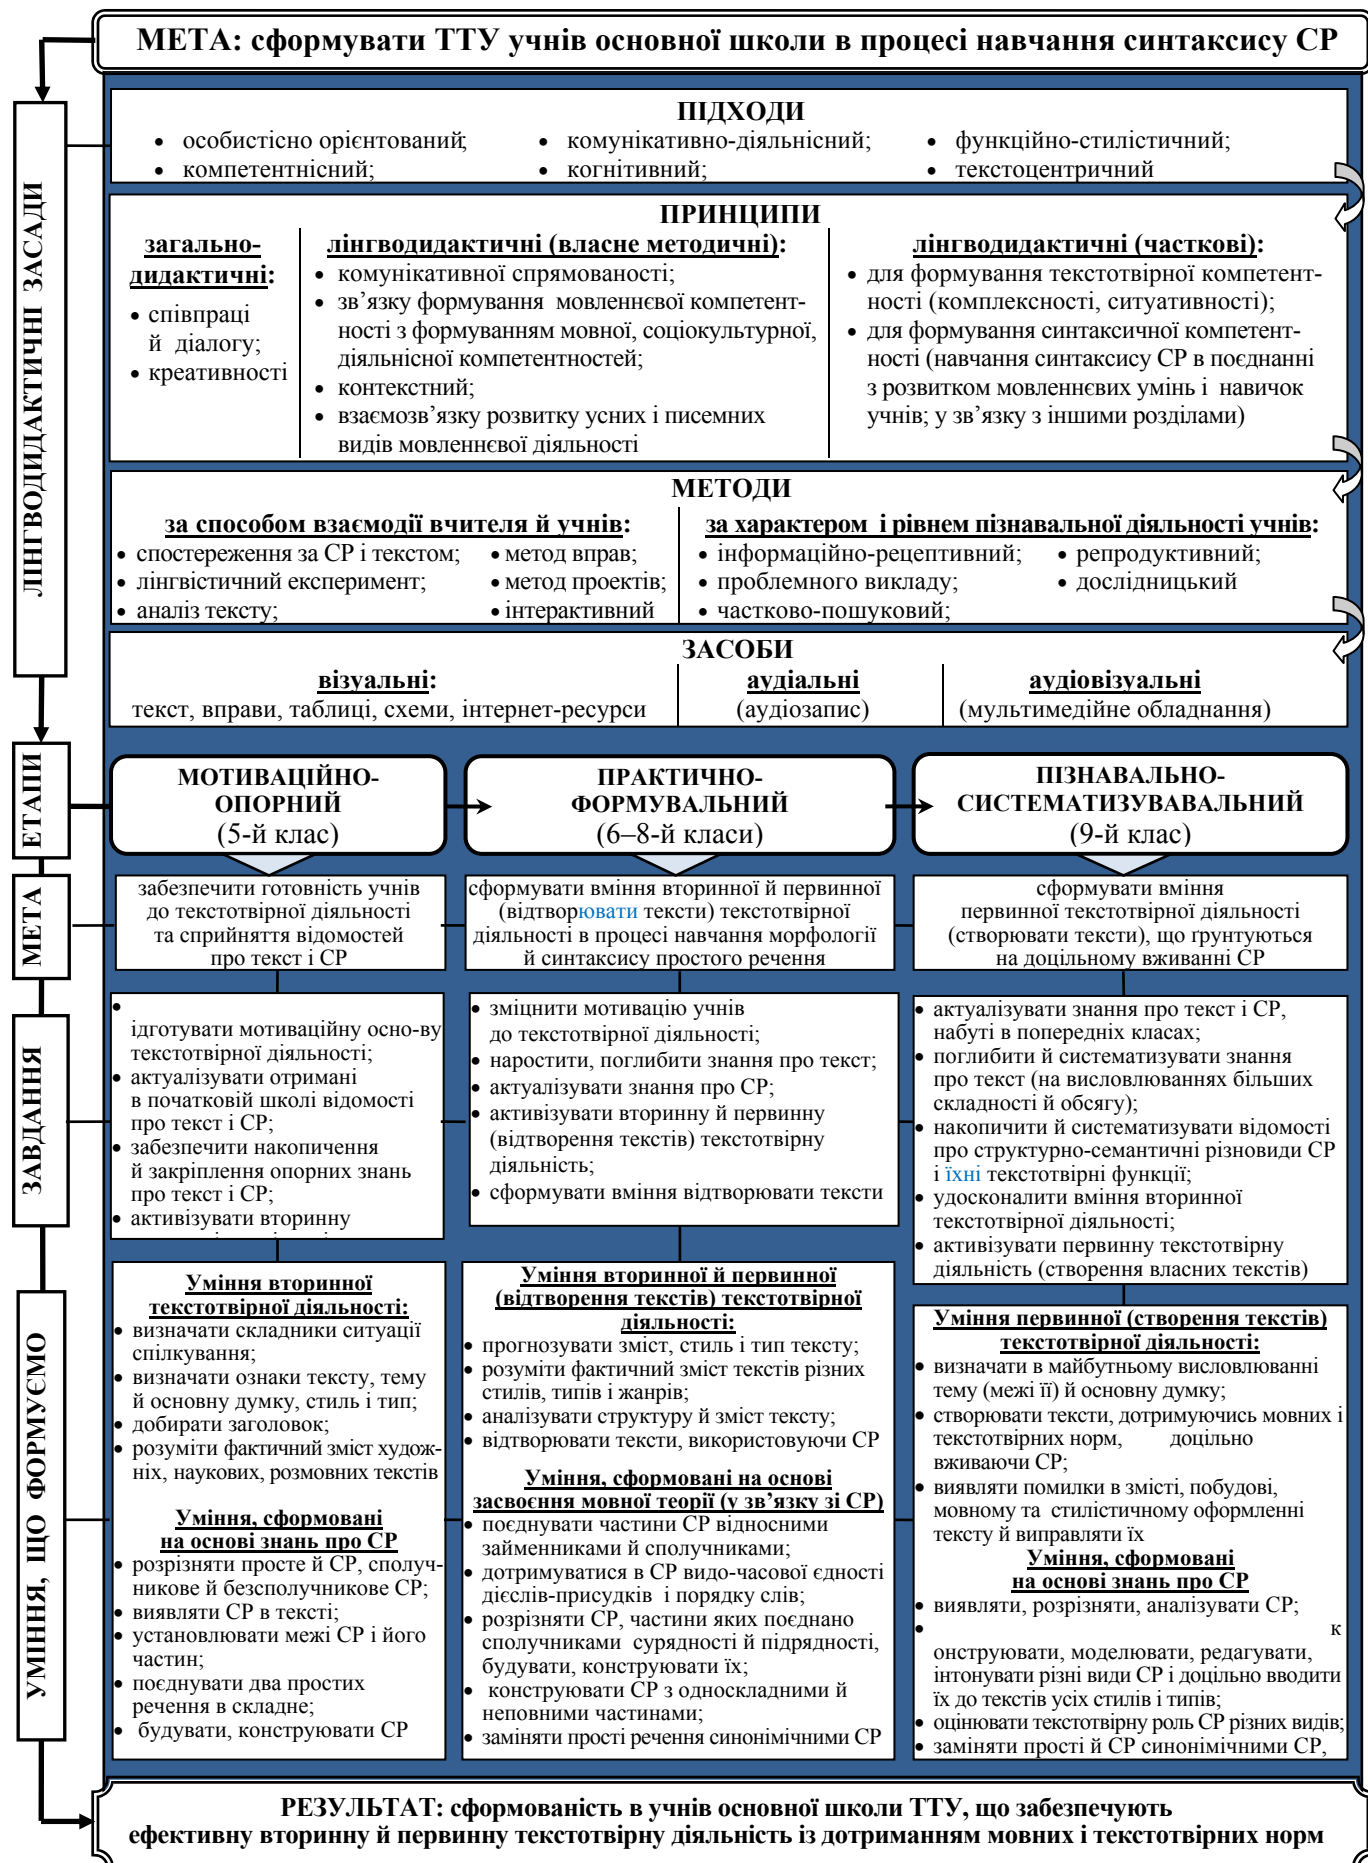 МЕТА: сформувати ТТУ учнів основної школи в процесі навчання синтаксису СР
ЛІНГВОДИДАКТИЧНІ ЗАСАДИ
ПІДХОДИ
• особистісно орієнтований;
• компетентнісний;
• комунікативно-діяльнісний;
• когнітивний;
• функційно-стилістичний;
• текстоцентричний
ПРИНЦИПИ
загально-
дидактичні:
• співпраці
й діалогу;
• креативності
лінгводидактичні (власне методичні):
• комунікативної спрямованості;
• зв’язку формування мовленнєвої компетент-
ності з формуванням мовної, соціокультурної,
діяльнісної компетентностей;
• контекстний;
• взаємозв’язку розвитку усних і писемних
видів мовленнєвої діяльності
лінгводидактичні (часткові):
• для формування текстотвірної компетент-
ності (комплексності, ситуативності);
• для формування синтаксичної компетент-
ності (навчання синтаксису СР в поєднанні
з розвитком мовленнєвих умінь і навичок
учнів; у зв’язку з іншими розділами)
МЕТОДИ
за способом взаємодії вчителя й учнів:
• спостереження за СР і текстом;
• лінгвістичний експеримент;
• аналіз тексту;
• метод вправ;
• метод проектів;
• інтерактивний
за характером і рівнем пізнавальної діяльності учнів:
• інформаційно-рецептивний;
• проблемного викладу;
• частково-пошуковий;
• репродуктивний;
• дослідницький
ЗАСОБИ
візуальні:
текст, вправи, таблиці, схеми, інтернет-ресурси
аудіальні
(аудіозапис)
аудіовізуальні
(мультимедійне обладнання)
ЕТАПИ
МОТИВАЦІЙНО-
ОПОРНИЙ
(5-й клас)
ПРАКТИЧНО-
ФОРМУВАЛЬНИЙ
(6–8-й класи)
ПІЗНАВАЛЬНО-
СИСТЕМАТИЗУВАВАЛЬНИЙ
(9-й клас)
МЕТА
забезпечити готовність учнів
до текстотвірної діяльності
та сприйняття відомостей
про текст і СР
сформувати вміння вторинної й первинної
(відтворювати тексти) текстотвірної
діяльності в процесі навчання морфології
й синтаксису простого речення
сформувати вміння
первинної текстотвірної діяльності
(створювати тексти), що ґрунтуються
на доцільному вживанні СР
ЗАВДАННЯ
•
ідготувати мотиваційну осно-ву
текстотвірної діяльності;
• актуалізувати отримані
в початковій школі відомості
про текст і СР;
• забезпечити накопичення
й закріплення опорних знань
про текст і СР;
• активізувати вторинну
• зміцнити мотивацію учнів
до текстотвірної діяльності;
• наростити, поглибити знання про текст;
• актуалізувати знання про СР;
• активізувати вторинну й первинну
(відтворення текстів) текстотвірну
діяльність;
• сформувати вміння відтворювати тексти
• актуалізувати знання про текст і СР,
набуті в попередніх класах;
• поглибити й систематизувати знання
про текст (на висловлюваннях більших
складності й обсягу);
• накопичити й систематизувати відомості
про структурно-семантичні різновиди СР
і їхні текстотвірні функції;
• удосконалити вміння вторинної
текстотвірної діяльності;
• активізувати первинну текстотвірну
діяльність (створення власних текстів)
УМІННЯ, ЩО ФОРМУЄМО
Уміння вторинної
текстотвірної діяльності:
• визначати складники ситуації
спілкування;
• визначати ознаки тексту, тему
й основну думку, стиль і тип;
• добирати заголовок;
• розуміти фактичний зміст худож-
ніх, наукових, розмовних текстів
Уміння, сформовані
на основі знань про СР
• розрізняти просте й СР, сполуч-
никове й безсполучникове СР;
• виявляти СР в тексті;
• установлювати межі СР і його
частин;
• поєднувати два простих
речення в складне;
• будувати, конструювати СР
Уміння вторинної й первинної
(відтворення текстів) текстотвірної
діяльності:
• прогнозувати зміст, стиль і тип тексту;
• розуміти фактичний зміст текстів різних
стилів, типів і жанрів;
• аналізувати структуру й зміст тексту;
• відтворювати тексти, використовуючи СР
Уміння, сформовані на основі
засвоєння мовної теорії (у зв’язку зі СР)
• поєднувати частини СР відносними
займенниками й сполучниками;
• дотримуватися в СР видо-часової єдності
дієслів-присудків і порядку слів;
• розрізняти СР, частини яких поєднано
сполучниками сурядності й підрядності,
будувати, конструювати їх;
• конструювати СР з односкладними й
неповними частинами;
• заміняти прості речення синонімічними СР
Уміння первинної (створення текстів)
текстотвірної діяльності:
• визначати в майбутньому висловлюванні
тему (межі її) й основну думку;
• створювати тексти, дотримуючись мовних і
текстотвірних норм, доцільно
вживаючи СР;
• виявляти помилки в змісті, побудові,
мовному та стилістичному оформленні
тексту й виправляти їх
Уміння, сформовані
на основі знань про СР
• виявляти, розрізняти, аналізувати СР;
• к
онструювати, моделювати, редагувати,
інтонувати різні види СР і доцільно вводити
їх до текстів усіх стилів і типів;
• оцінювати текстотвірну роль СР різних видів;
• заміняти прості й СР синонімічними СР,
РЕЗУЛЬТАТ: сформованість в учнів основної школи ТТУ, що забезпечують
ефективну вторинну й первинну текстотвірну діяльність із дотриманням мовних і текстотвірних норм